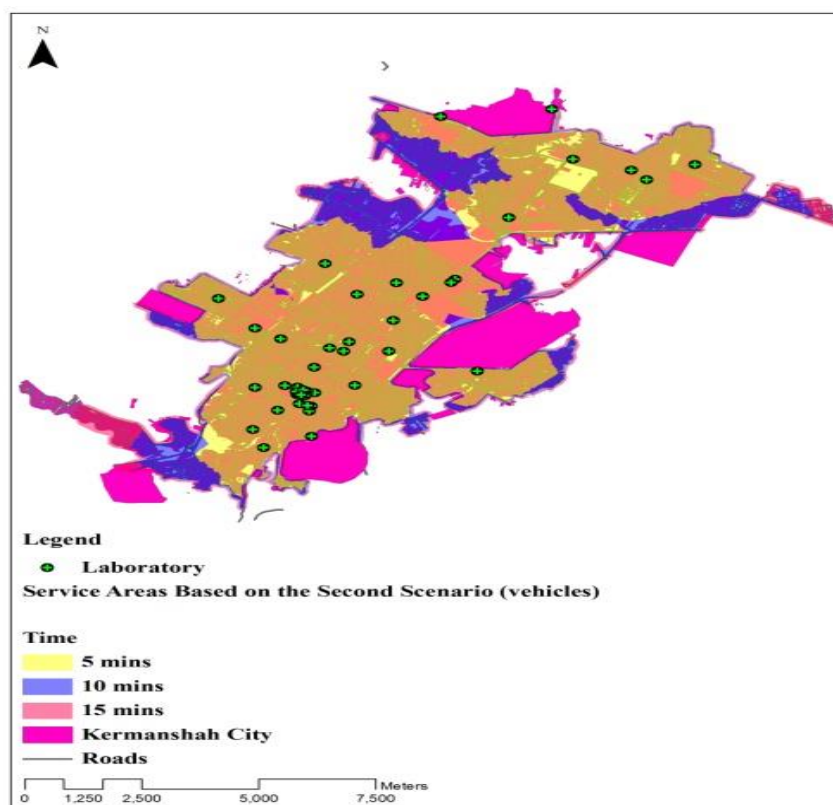 N
Legend
Laboratory
Service Areas Based on the Second Scenario (vehicles)
Time
5 mins
10 mins
15 mins
Kermanshah City
Roads
Meters
0 1,250 2,500 5,000 7,500